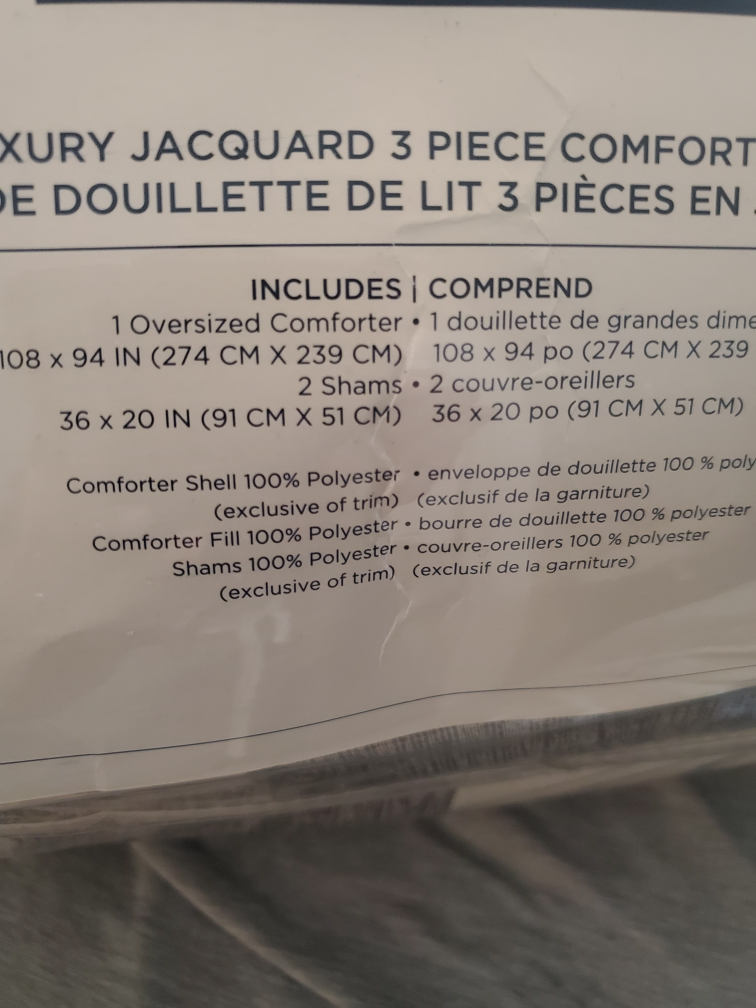 XURY JACQUARD 3 PIECE COMFORT
DE DOUILLETTE DE LIT 3 PIÈCES EN
INCLUDES | COMPREND
1 Oversized Comforter • 1 douillette de grandes dime
108 x 94 IN (274 CM X 239 CM) 108 x 94 po (274 CM X 239
2 Shams • 2 couvre-oreillers
36 x 20 IN (91 CM X 51 CM) 36 x 20 po (91 CM X 51 CM)
Comforter Shell 100% Polyester • enveloppe de douillette 100 % poly
(exclusive of trim) (exclusif de la garniture)
Comforter Fill 100% Polyester • bourre de douillette 100 % polyester
Shams 100% Polyester • couvre-oreillers 100 % polyester
(exclusive of trim) (exclusif de la garniture)